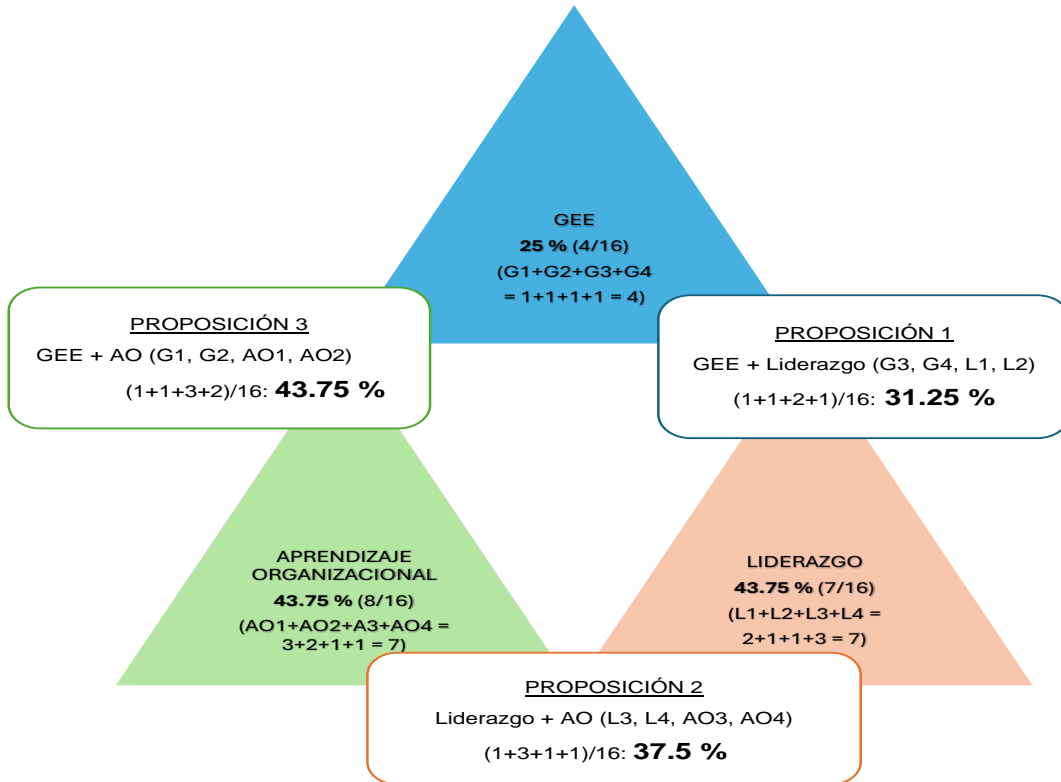 GEE
25 % (4/16)
(G1+G2+G3+G4
= 1+1+1+1 = 4)
PROPOSICIÓN 3
GEE + AO (G1, G2, AO1, AO2)
(1+1+3+2)/16: 43.75 %
PROPOSICIÓN 1
GEE + Liderazgo (G3, G4, L1, L2)
(1+1+2+1)/16: 31.25 %
APRENDIZAJE
ORGANIZACIONAL
43.75 % (8/16)
(AO1+AO2+A3+AO4 =
3+2+1+1 = 7)
LIDERAZGO
43.75 % (7/16)
(L1+L2+L3+L4 =
2+1+1+3 = 7)
PROPOSICIÓN 2
Liderazgo + AO (L3, L4, AO3, AO4)
(1+3+1+1)/16: 37.5 %